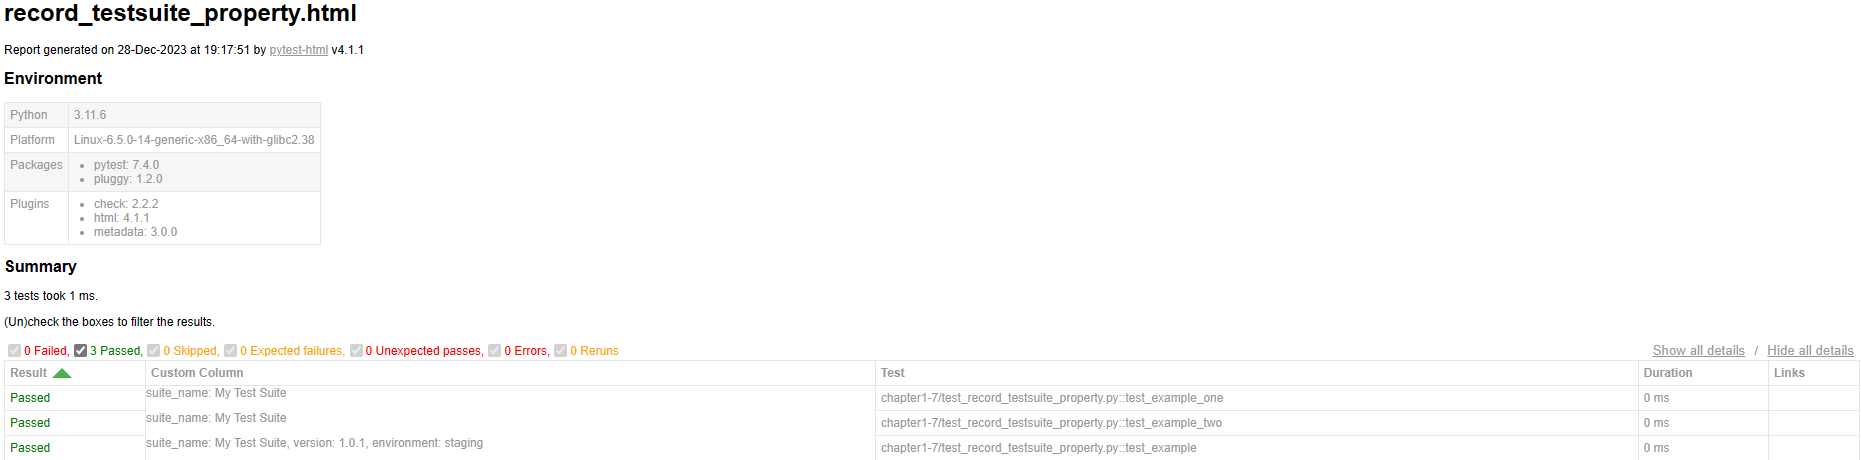 record_testsuite_property.html
Report generated on 28-Dec-2023 at 19:17:51 by pytest-html v4.1.1
Environment
Python 3.11.6
Platform Linux-6.5.0-14-generic-x86_64-with-glibc2.38
Packages • pytest: 7.4.0
• pluggy: 1.2.0
Plugins • check: 2.2.2
• html: 4.1.1
• metadata: 3.0.0
Summary
3 tests took 1 ms.
(Un)check the boxes to filter the results.
0 Failed, 3 Passed, 0 Skipped, 0 Expected failures, 0 Unexpected passes, 0 Errors, 0 Reruns Show all details / Hide all details
Result Custom Column Test Duration Links
Passed suite_name: My Test Suite chapter1-7/test_record_testsuite_property.py::test_example_one 0 ms
Passed suite_name: My Test Suite chapter1-7/test_record_testsuite_property.py::test_example_two 0 ms
Passed suite_name: My Test Suite, version: 1.0.1, environment: staging chapter1-7/test_record_testsuite_property.py::test_example 0 ms